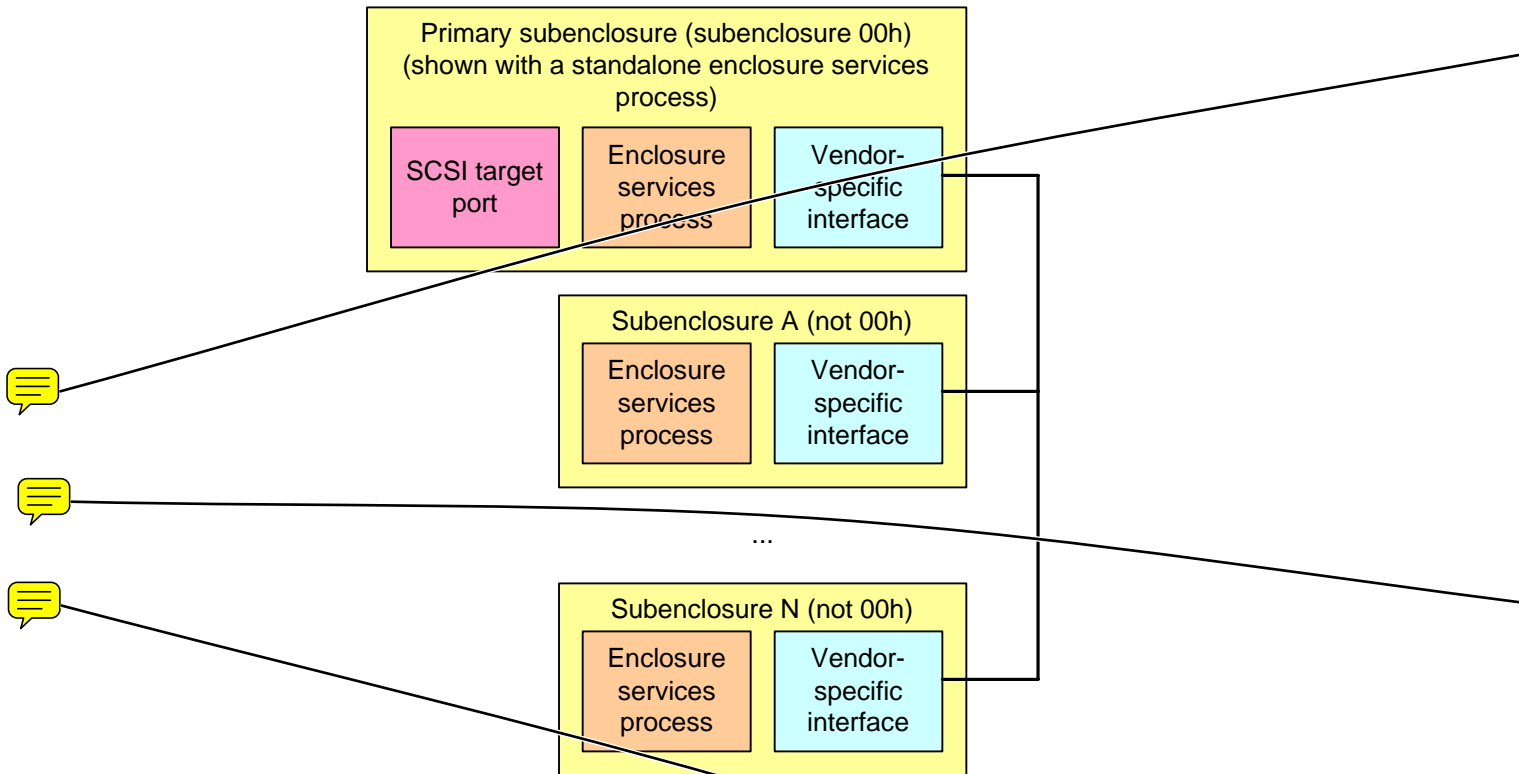 Primary subenclosure (subenclosure 00h)
(shown with a standalone enclosure services
process)
SCSI target
port
Enclosure
services
process
Vendor-
specific
interface
Subenclosure A (not 00h)
Enclosure
services
process
Vendor-
specific
interface
...
Subenclosure N (not 00h)
Enclosure
services
process
Vendor-
specific
interface